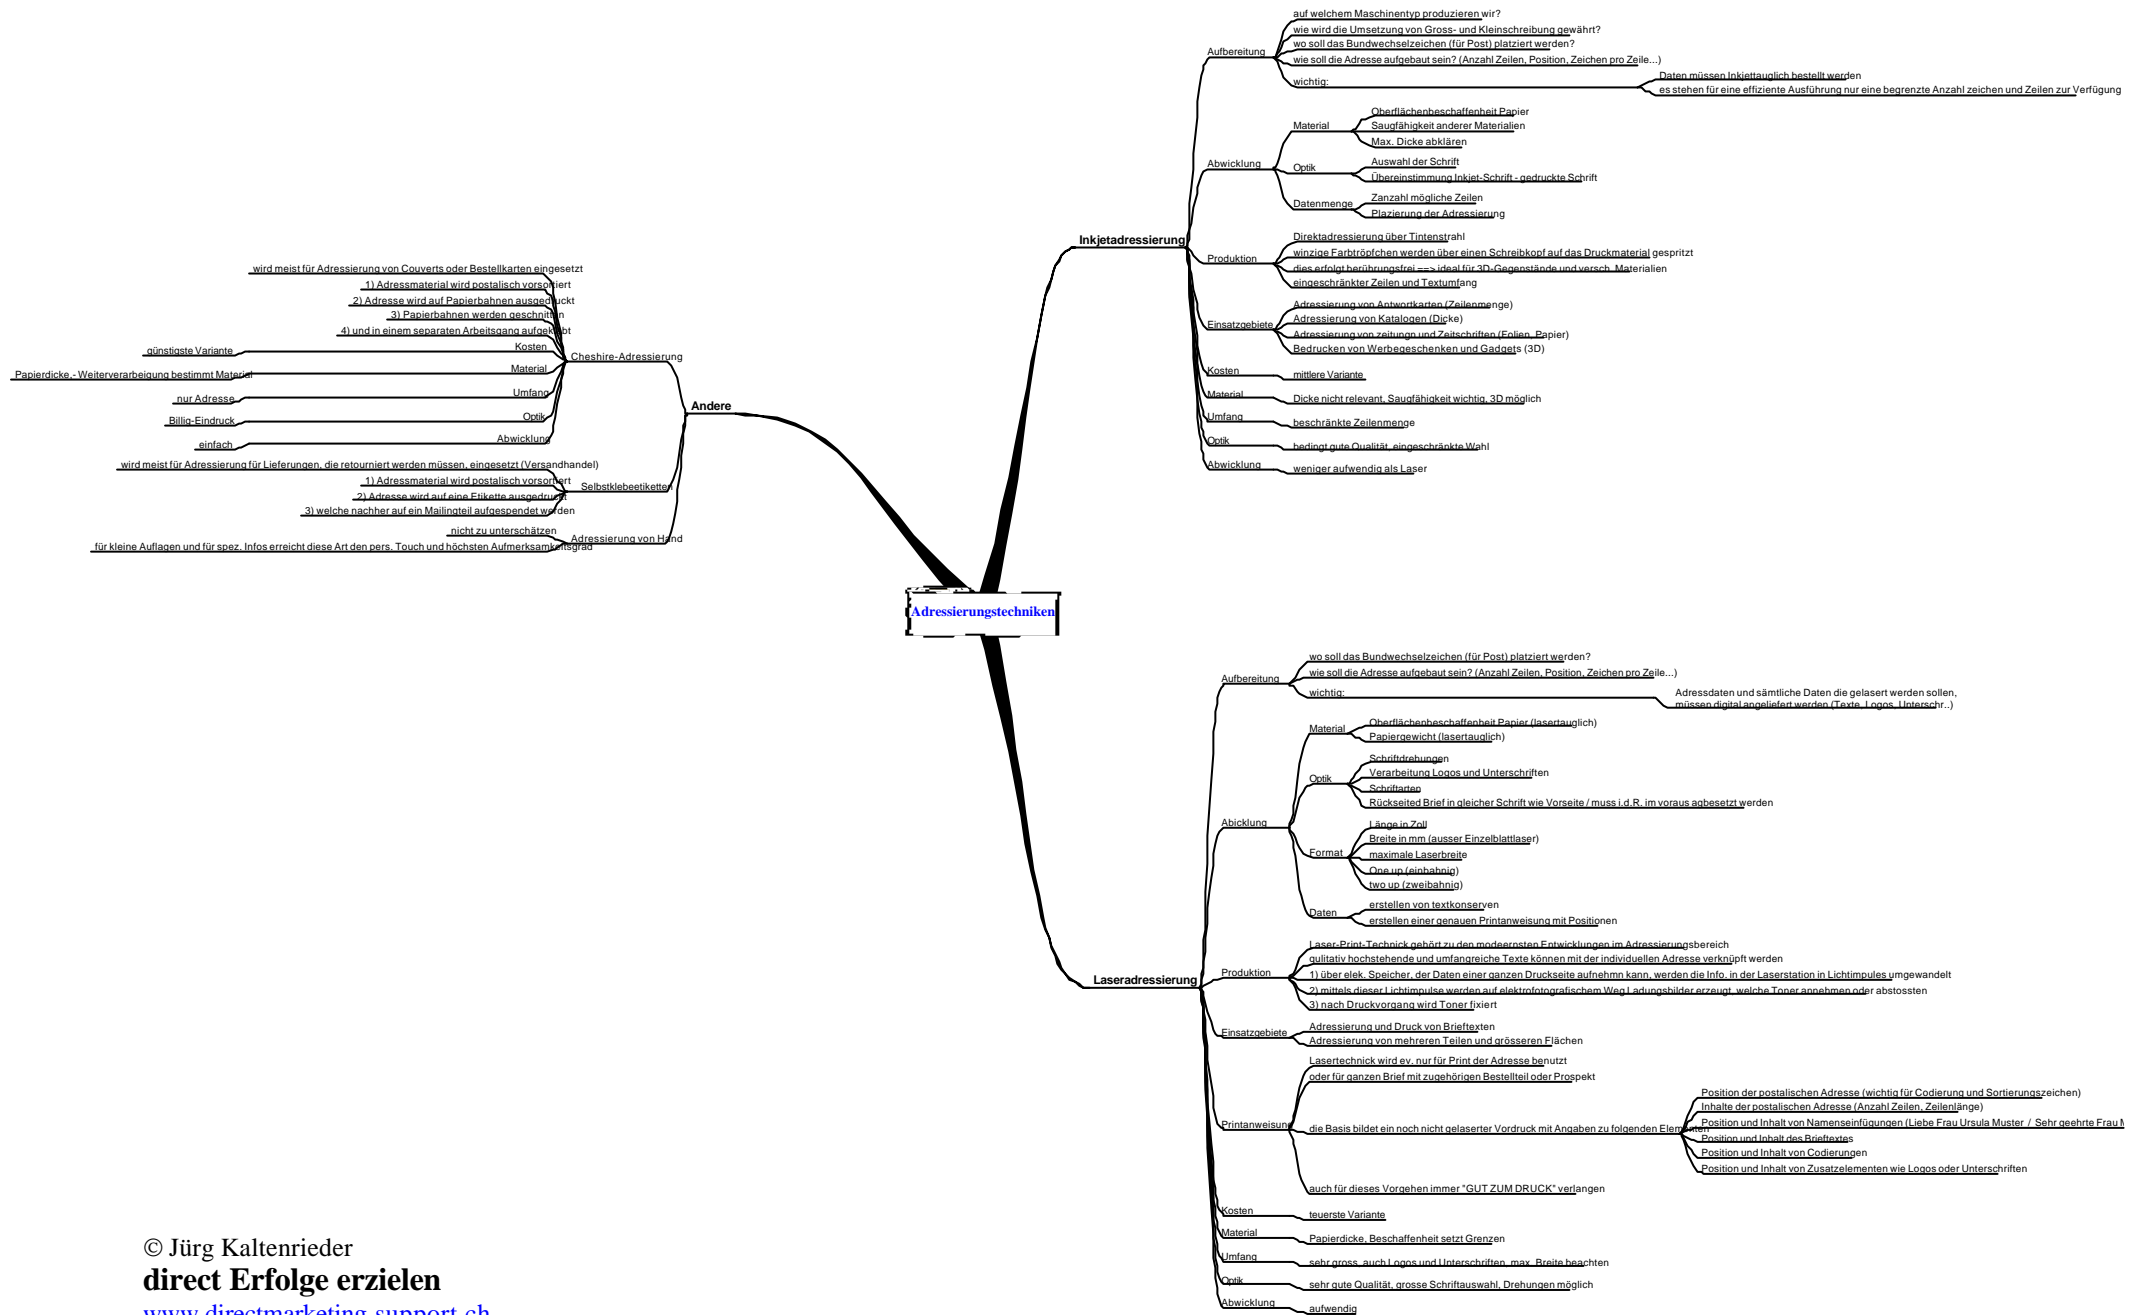 Adressierungstechniken
Inkjetadressierung
Aufbereitung
auf welchem Maschinentyp produzieren wir?
wie wird die Umsetzung von Gross- und Kleinschreibung gewährt?
wo soll das Bundwechselzeichen (für Post) platziert werden?
wie soll die Adresse aufgebaut sein? (Anzahl Zeilen, Position, Zeichen pro Zeile...)
wichtig:
Daten müssen Inkjettauglich bestellt werden
es stehen für eine effiziente Ausführung nur eine begrenzte Anzahl zeichen und Zeilen zur Verfügung
Abwicklung
Material
Oberflächenbeschaffenheit Papier
Saugfähigkeit anderer Materialien
Max. Dicke abklären
Optik
Auswahl der Schrift
Übereinstimmung Inkjet-Schrift - gedruckte Schrift
Datenmenge
Zanzahl mögliche Zeilen
Plazierung der Adressierung
Produktion
Direktadressierung über Tintenstrahl
winzige Farbtröpfchen werden über einen Schreibkopf auf das Druckmaterial gespritzt
dies erfolgt berührungsfrei ==> ideal für 3D-Gegenstände und versch. Materialien
eingeschränkter Zeilen und Textumfang
Einsatzgebiete
Adressierung von Antwortkarten (Zeilenmenge)
Adressierung von Katalogen (Dicke)
Adressierung von zeitungn und Zeitschriften (Folien, Papier)
Bedrucken von Werbegeschenken und Gadgets (3D)
Kosten
mittlere Variante
Material
Dicke nicht relevant, Saugfähigkeit wichtig, 3D möglich
Umfang
beschränkte Zeilenmenge
Optik
bedingt gute Qualität, eingeschränkte Wahl
Abwicklung
weniger aufwendig als Laser
Laseradressierung
Aufbereitung
wo soll das Bundwechselzeichen (für Post) platziert werden?
wie soll die Adresse aufgebaut sein? (Anzahl Zeilen, Position, Zeichen pro Zeile...)
wichtig:
Adressdaten und sämtliche Daten die gelasert werden sollen,
müssen digital angeliefert werden (Texte, Logos, Unterschr..)
Abicklung
Material
Oberflächenbeschaffenheit Papier (lasertauglich)
Papiergewicht (lasertauglich)
Optik
Schriftdrehungen
Verarbeitung Logos und Unterschriften
Schriftarten
Rückseited Brief in gleicher Schrift wie Vorseite / muss i.d.R. im voraus agbesetzt werden
Format
Länge in Zoll
Breite in mm (ausser Einzelblattlaser)
maximale Laserbreite
One up (einbahnig)
two up (zweibahnig)
Daten
erstellen von textkonserven
erstellen einer genauen Printanweisung mit Positionen
Produktion
Laser-Print-Technick gehört zu den modeernsten Entwicklungen im Adressierungsbereich
qulitativ hochstehende und umfangreiche Texte können mit der individuellen Adresse verknüpft werden
1) über elek. Speicher, der Daten einer ganzen Druckseite aufnehmn kann, werden die Info. in der Laserstation in Lichtimpules umgewandelt
2) mittels dieser Lichtimpulse werden auf elektrofotografischem Weg Ladungsbilder erzeugt, welche Toner annehmen oder abstossten
3) nach Druckvorgang wird Toner fixiert
Einsatzgebiete
Adressierung und Druck von Brieftexten
Adressierung von mehreren Teilen und grösseren Flächen
Printanweisung
Lasertechnick wird ev. nur für Print der Adresse benutzt
oder für ganzen Brief mit zugehörigen Bestellteil oder Prospekt
die Basis bildet ein noch nicht gelaserter Vordruck mit Angaben zu folgenden Elementen
Position der postalischen Adresse (wichtig für Codierung und Sortierungszeichen)
Inhalte der postalischen Adresse (Anzahl Zeilen, Zeilenlänge)
Position und Inhalt von Namenseinfügungen (Liebe Frau Ursula Muster / Sehr geehrte Frau
Position und Inhalt des Brieftextes
Position und Inhalt von Codierungen
Position und Inhalt von Zusatzelementen wie Logos oder Unterschriften
auch für dieses Vorgehen immer "GUT ZUM DRUCK" verlangen
Kosten
teuerste Variante
Material
Papierdicke, Beschaffenheit setzt Grenzen
Umfang
sehr gross, auch Logos und Unterschriften, max. Breite beachten
Optik
sehr gute Qualität, grosse Schriftauswahl, Drehungen möglich
Abwicklung
aufwendig
Andere
Cheshire-Adressierung
wird meist für Adressierung von Couverts oder Bestellkarten eingesetzt
1) Adressmaterial wird postalisch vorsortiert
2) Adresse wird auf Papierbahnen ausgedruckt
3) Papierbahnen werden geschnitten
4) und in einem separaten Arbeitsgang aufgeklebt
Kosten
günstigste Variante
Material
Papierdicke,- Weiterverarbeigung bestimmt Material
Umfang
nur Adresse
Optik
Billig-Eindruck
Abwicklung
einfach
Selbstklebeetiketten
wird meist für Adressierung für Lieferungen, die retourniert werden müssen, eingesetzt (Versandhandel)
1) Adressmaterial wird postalisch vorsortiert
2) Adresse wird auf eine Etikette ausgedruckt
3) welche nachher auf ein Mailingteil aufgespendet werden
Adressierung von Hand
nicht zu unterschätzen
für kleine Auflagen und für spez. Infos erreicht diese Art den pers. Touch und höchsten Aufmerksamkeitsgrad
© Jürg Kaltenrieder
direct Erfolge erzielen
www.directmarketing-support.ch